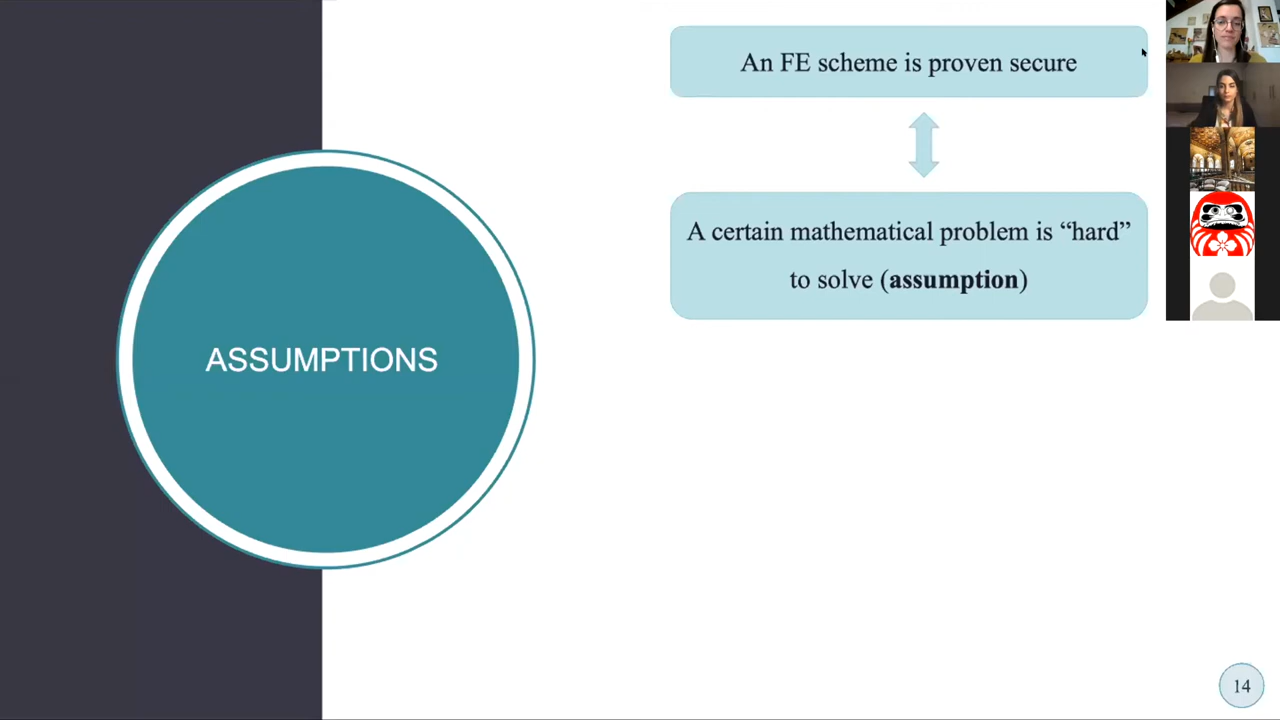 An FE scheme is proven secure
A certain mathematical problem is “hard”
to solve (assumption)
ASSUMPTIONS
14